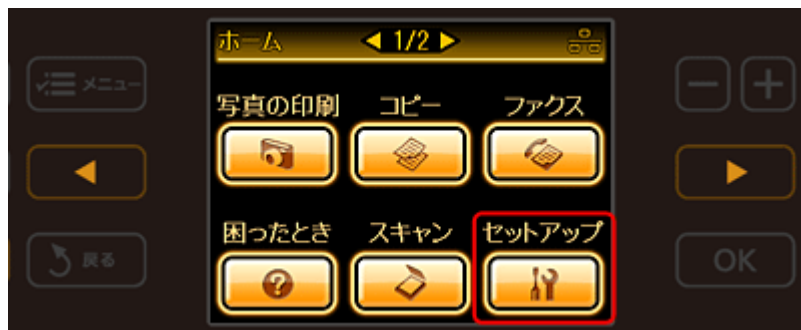 ホーム ◀ 1/2 ▶
メニュー
写真の印刷 コピー ファクス
困ったとき スキャン セットアップ
戻る OK